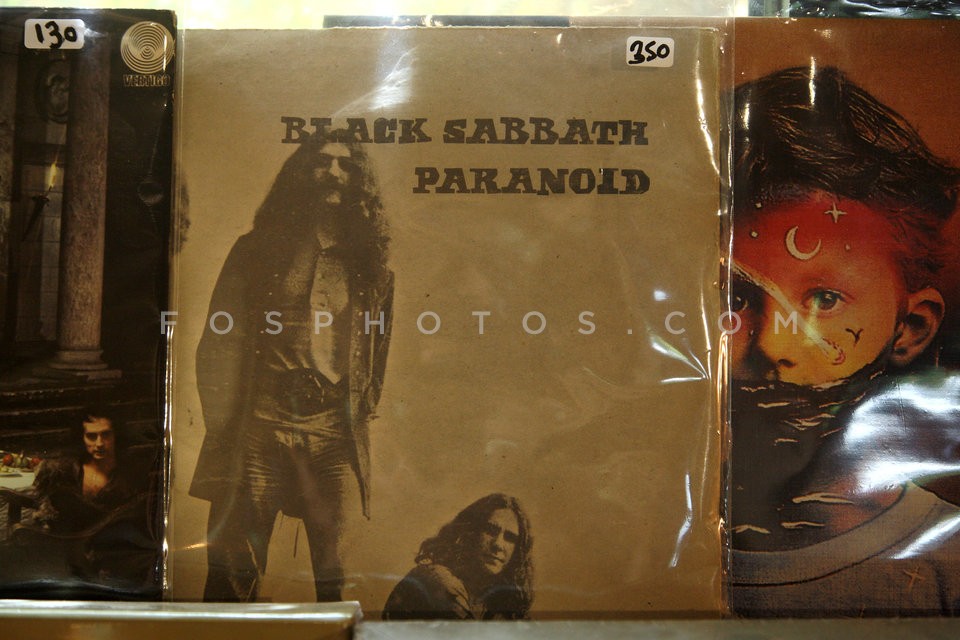 130
VERTIGO
350
BLACK SABBATH
PARANOID
FOSPHOTOS.COM